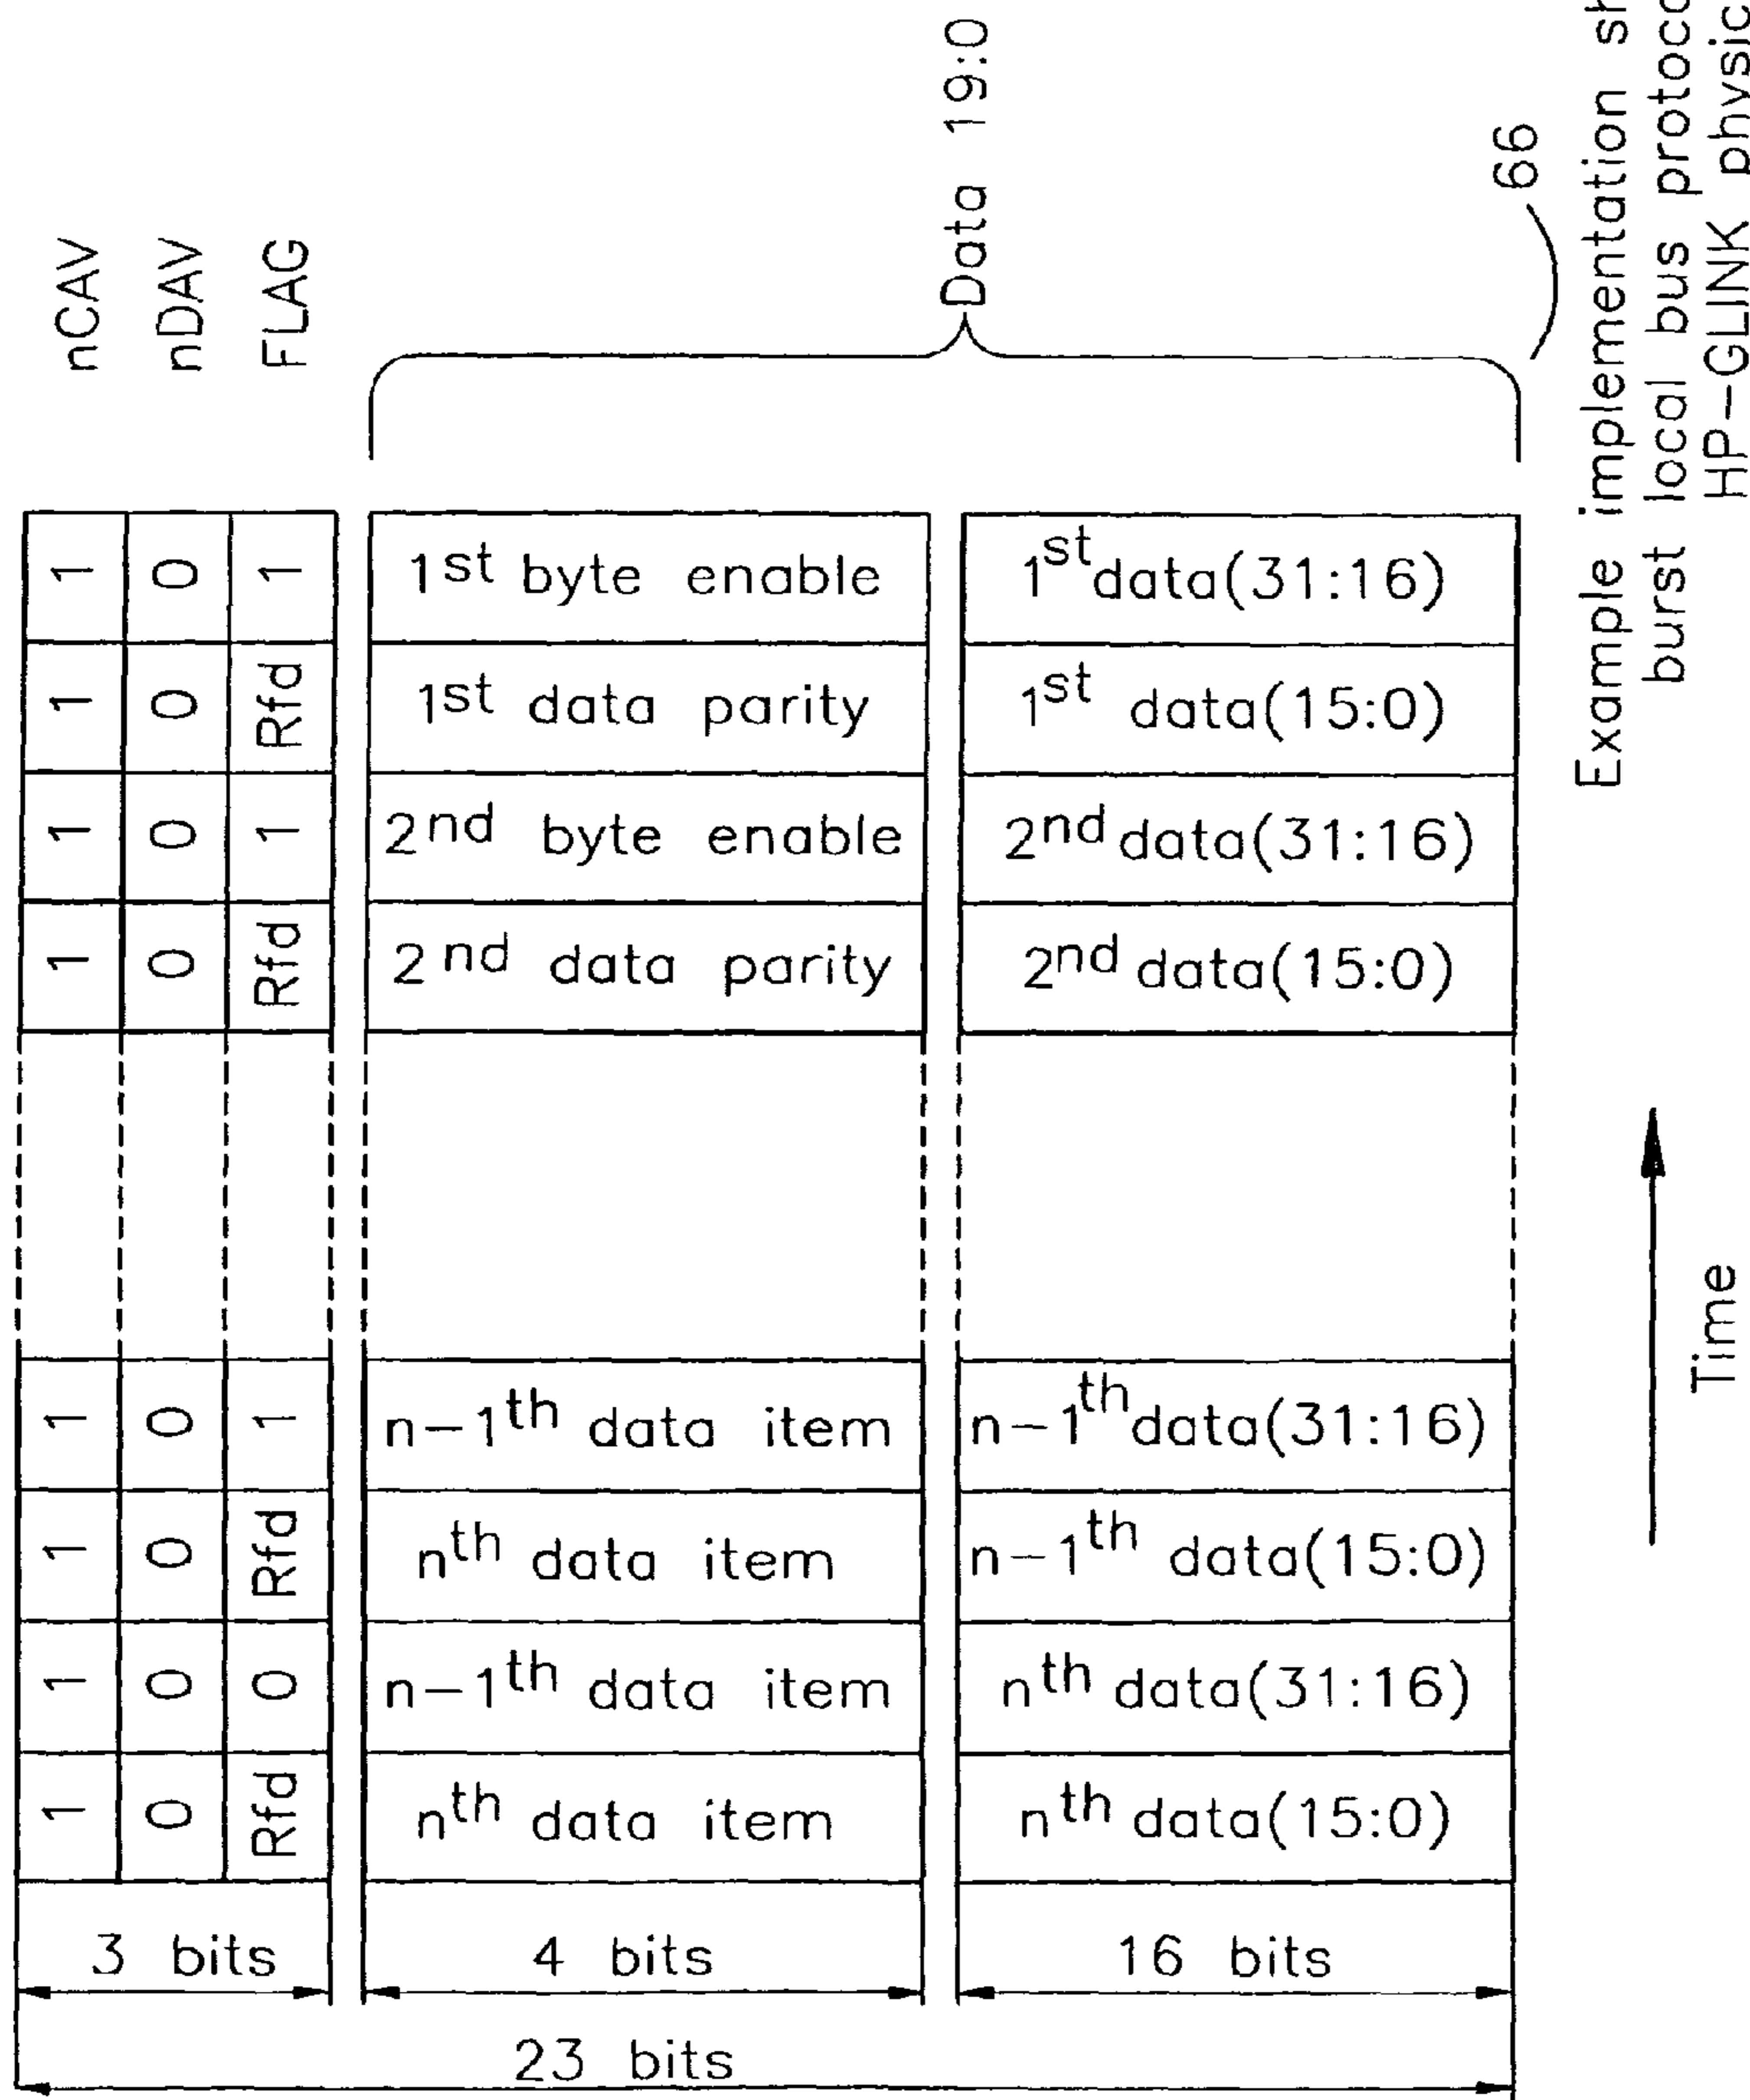 nCAV
nDAV
FLAG
1 0 1 1st byte enable 1st data(31:16)
1 0 Rfd 1st data parity 1st data(15:0)
1 0 1 2nd byte enable 2nd data(31:16)
1 0 Rfd 2nd data parity 2nd data(15:0)
1 0 1 n-1th data item n-1th data(31:16)
1 0 Rfd nth data item n-1th data(15:0)
1 0 0 n-1th data item nth data(31:16)
1 0 Rfd nth data item nth data(15:0)
3 bits 4 bits 16 bits
23 bits
Data 19:0
66
Example implementation
burst local bus
HP-GLINK
Time